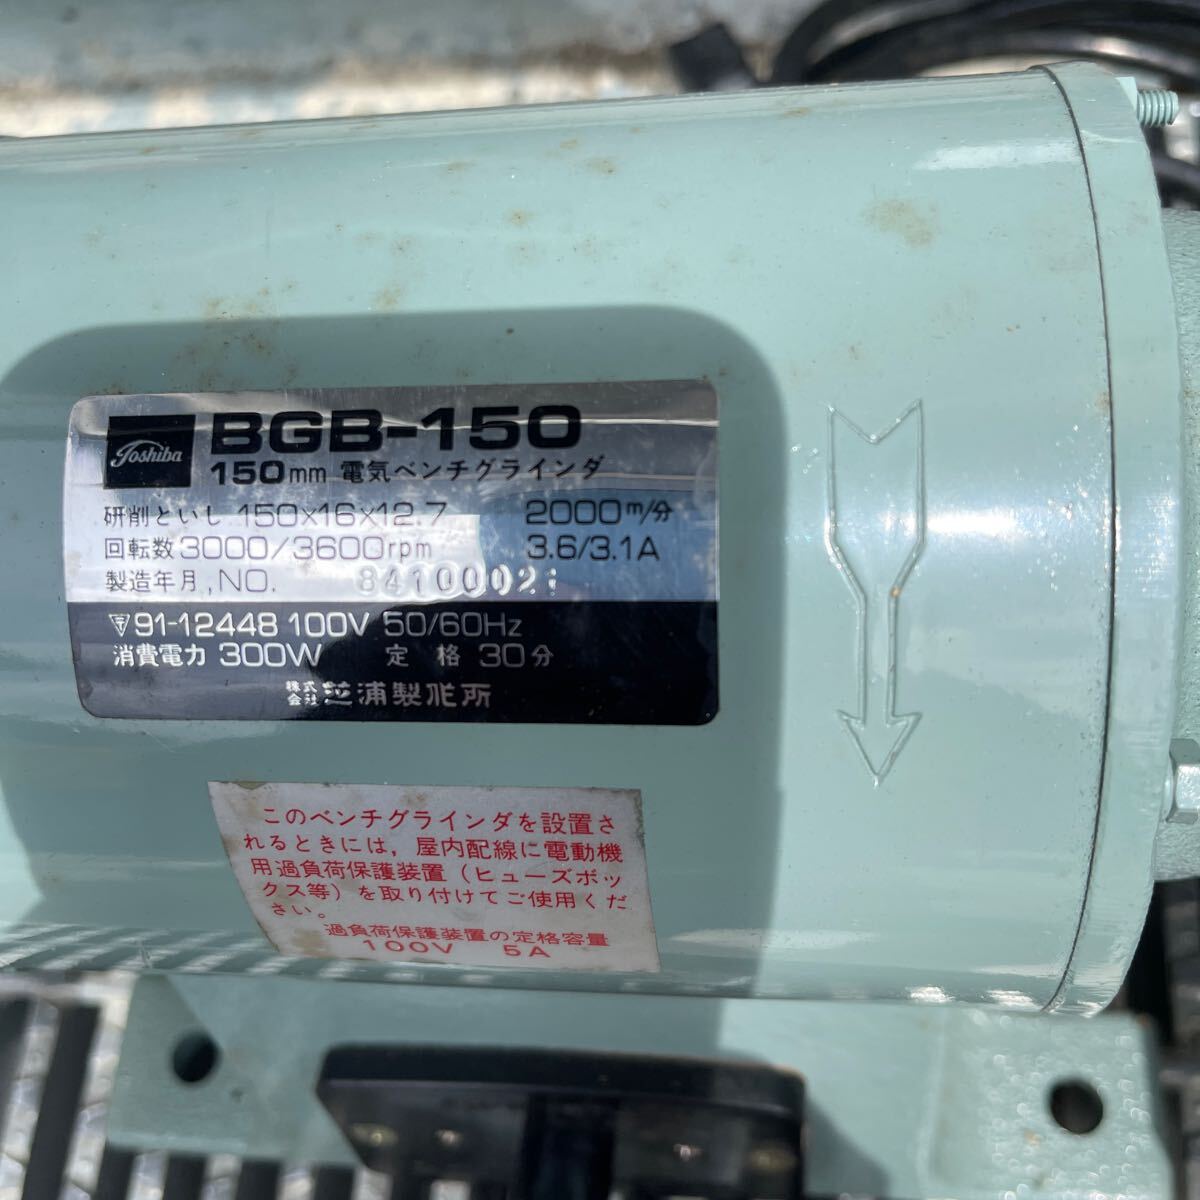 Toshiba
BGB-150
150mm 電気ベンチグラインダ
研削といし 150×16×12.7 2000m/分
回転数 3000/3600rpm 3.6/3.1A
製造年月,NO. 84100021
91-12448 100V 50/60Hz
消費電力 300W 定格 30分
株式会社 芝浦製作所
このベンチグラインダを設置さ
れるときには,屋内配線に電動機
用過負荷保護装置(ヒューズボッ
クス等)を取り付けてご使用くだ
さい。
過負荷保護装置の定格容量
100V 5A